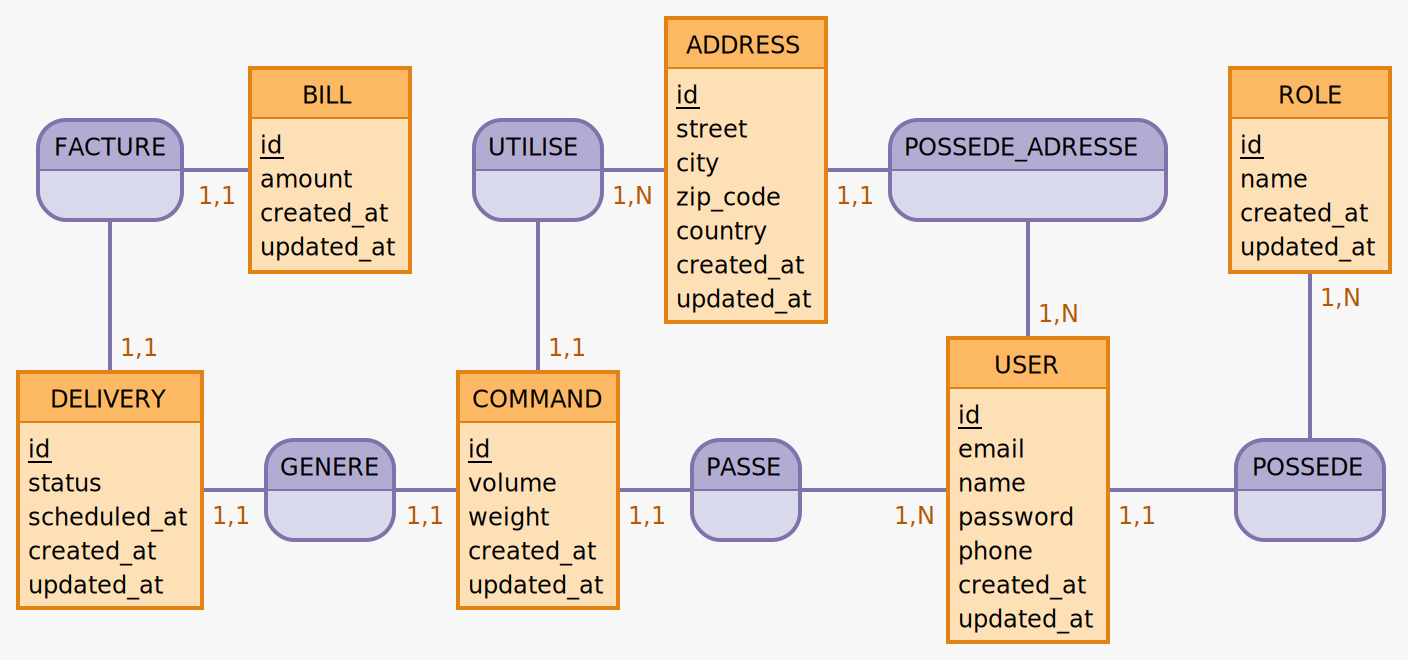 BILL
id
amount
created_at
updated_at
FACTURE
1,1
1,1
ADDRESS
id
street
city
zip_code
country
created_at
updated_at
UTILISE
1,N
1,1
POSSEDE_ADRESSE
1,1
1,N
ROLE
id
name
created_at
updated_at
1,N
DELIVERY
id
status
scheduled_at
created_at
updated_at
GENERE
1,1
1,1
COMMAND
id
volume
weight
created_at
updated_at
PASSE
1,1
1,N
USER
id
email
name
password
phone
created_at
updated_at
POSSEDE
1,1